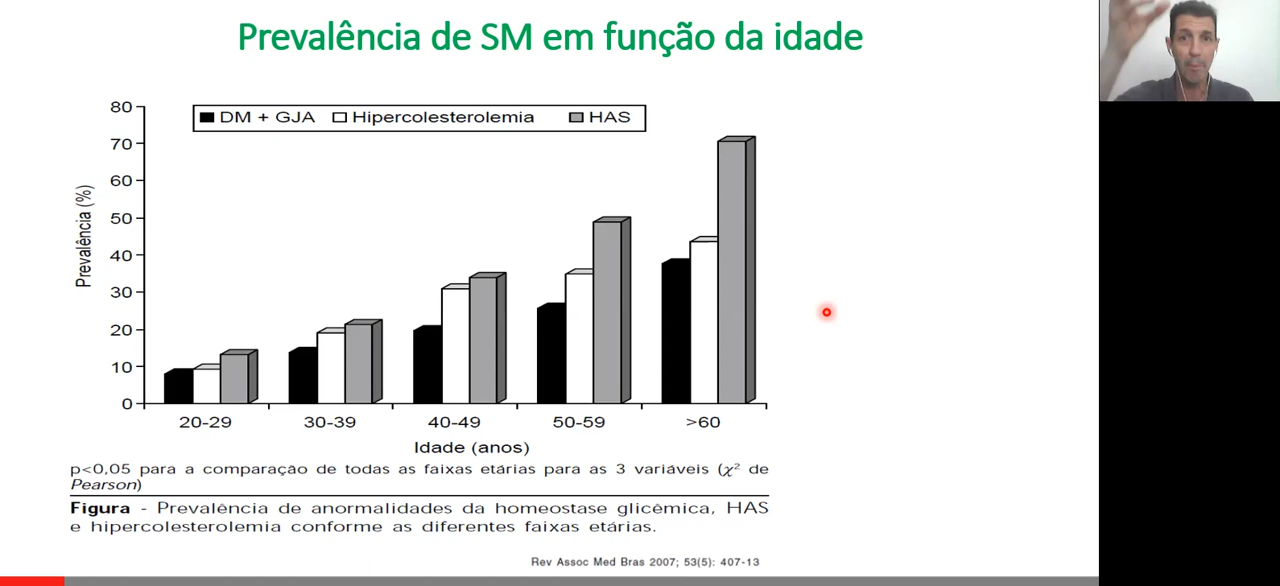 Prevalência de SM em função da idade
DM + GJA Hipercolesterolemia HAS
Prevalência (%)
80
70
60
50
40
30
20
10
0
20-29 30-39 40-49 50-59 >60
Idade (anos)
p<0,05 para a comparação de todas as faixas etárias para as 3 variáveis (χ² de
Pearson)
Figura - Prevalência de anormalidades da homeostase glicêmica, HAS
e hipercolesterolemia conforme as diferentes faixas etárias.
Rev Assoc Med Bras 2007; 53(5): 407-13